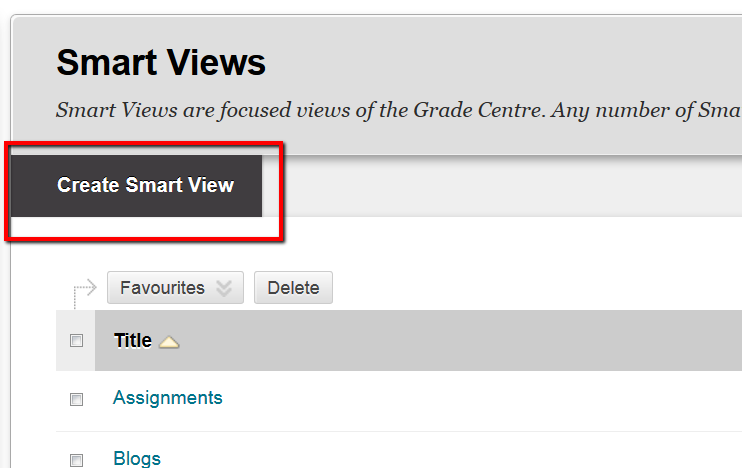 Smart Views
Smart Views are focused views of the Grade Centre. Any number of Sma
Create Smart View
Favourites Delete
Title
Assignments
Blogs